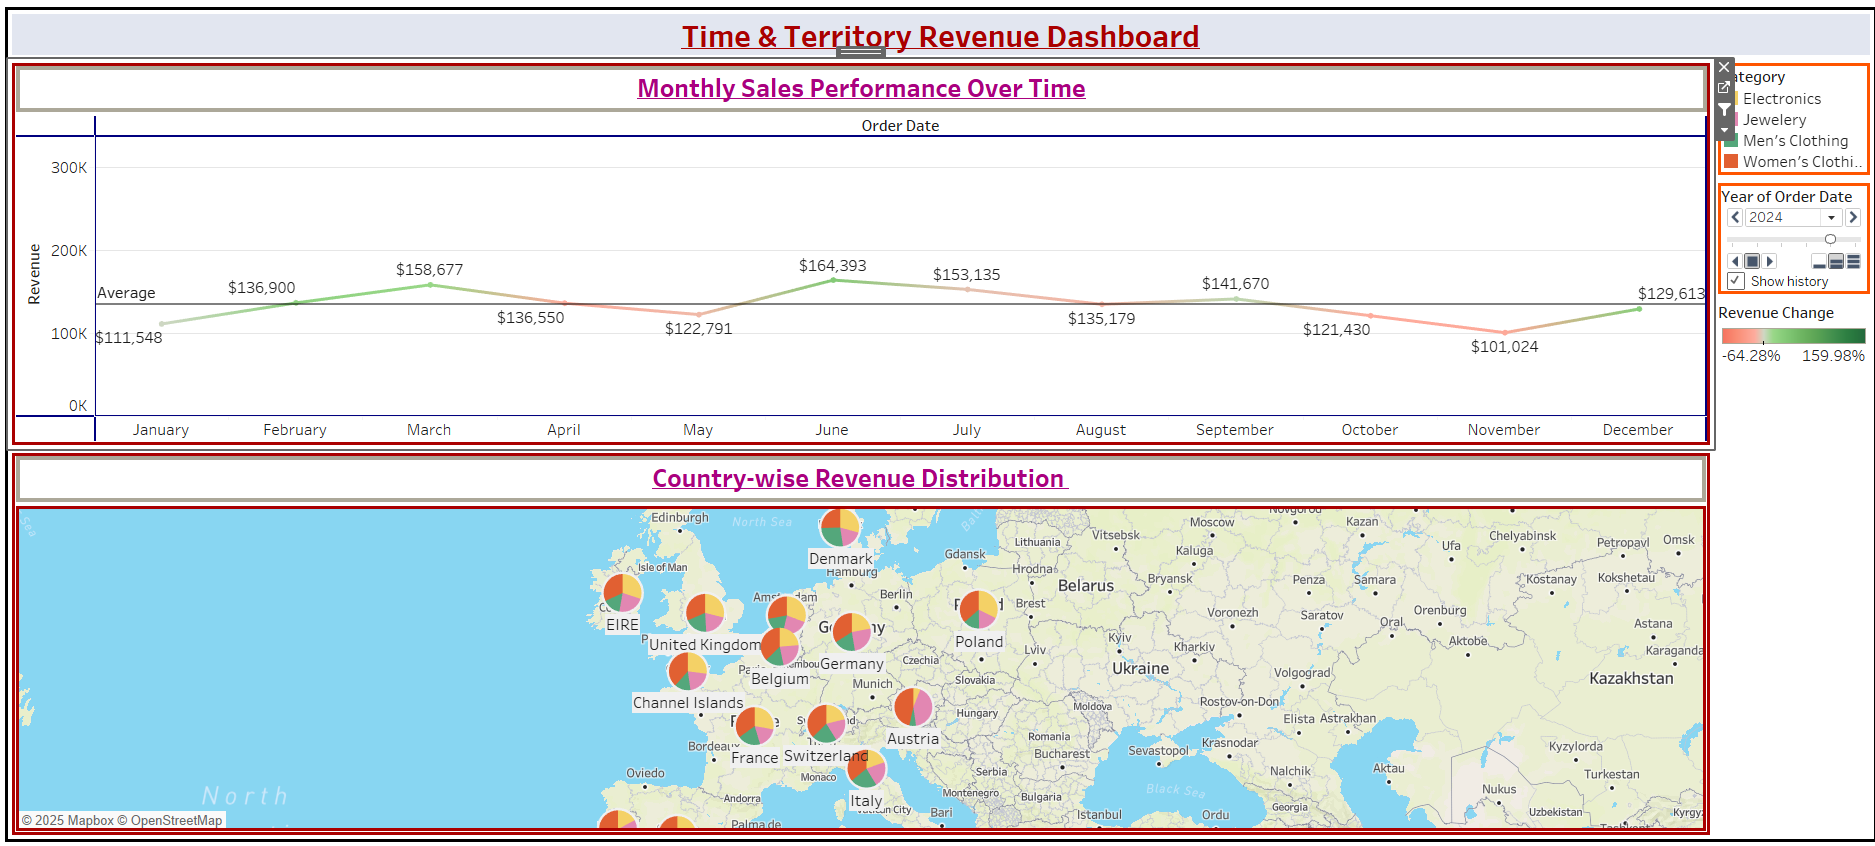 Time & Territory Revenue Dashboard
Monthly Sales Performance Over Time
Order Date
Revenue
300K
200K
100K
0K
Average
$111,548
$136,900
$158,677
$136,550
$122,791
$164,393
$153,135
$135,179
$141,670
$121,430
$101,024
$129,613
January
February
March
April
May
June
July
August
September
October
November
December
ategory
Electronics
Jewelery
Men's Clothing
Women's Clothi..
Year of Order Date
2024
Show history
Revenue Change
-64.28%
159.98%
Country-wise Revenue Distribution
Sea
Edinburgh
North Sea
Denmark
Hamburg
Isle of Man
EIRE
United Kingdom
Belgium
Germany
Berlin
Gdansk
Lithuania
Vitsebsk
Moscow
Kaluga
Kazan
Ufa
Chelyabinsk
Petropavl
Omsk
Hrodna
Belarus
Bryansk
Penza
Samara
Kostanay
Kokshetau
Brest
Voronezh
Saratov
Orenburg
Oral
Aktobe
Astana
Karaganda
Poland
Lviv
Kyiv
Kharkiv
Ukraine
Volgograd
Kazakhstan
Czechia
Slovakia
Munich
Channel Islands
Austria
Hungary
Moldova
Rostov-on-Don
Elista
Astrakhan
France
Switzerland
Romania
Bucharest
Sevastopol
Krasnodar
Kyzylorda
Monaco
Italy
Serbia
Montenegro
Bulgaria
Black Sea
Nalchik
Georgia
Aktau
Turkestan
Nukus
Uzbekistan
Oviedo
Andorra
Palma de
Bari
Istanbul
Ordu
North
© 2025 Mapbox © OpenStreetMap